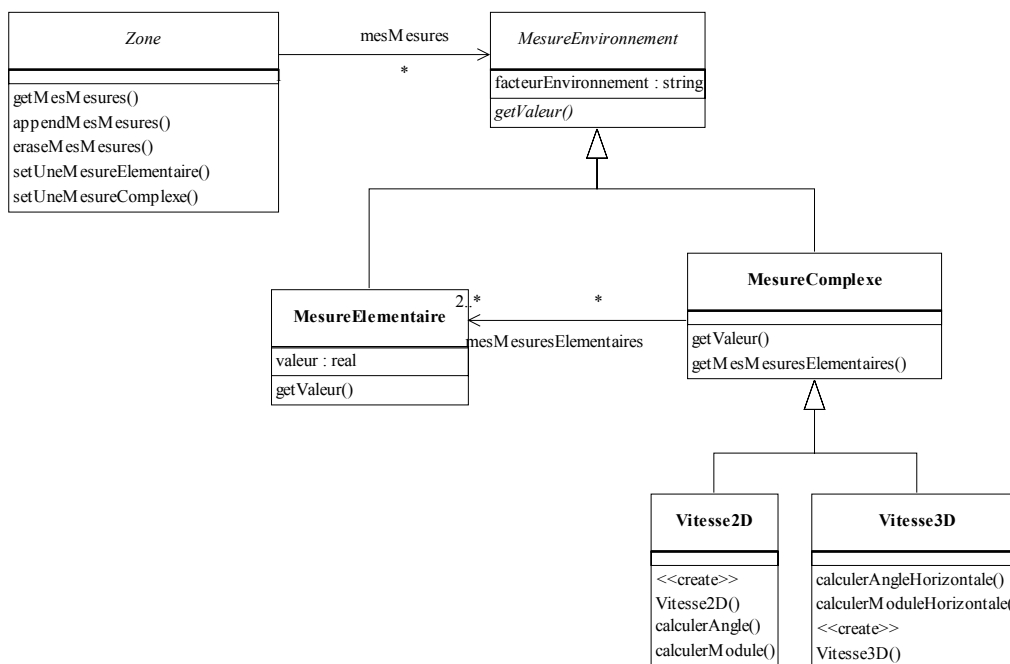 Zone
getMesMesures()
appendMesMesures()
eraseMesMesures()
setUneMesureElementaire()
setUneMesureComplexe()
mesMesures
*
MesureEnvironnement
facteurEnvironnement : string
getValeur()
MesureElementaire
valeur : real
getValeur()
2..*
*
mesMesuresElementaires
MesureComplexe
getValeur()
getMesMesuresElementaires()
Vitesse2D
<<create>>
Vitesse2D()
calculerAngle()
calculerModule()
Vitesse3D
calculerAngleHorizontale()
calculerModuleHorizontale(
<<create>>
Vitesse3D()